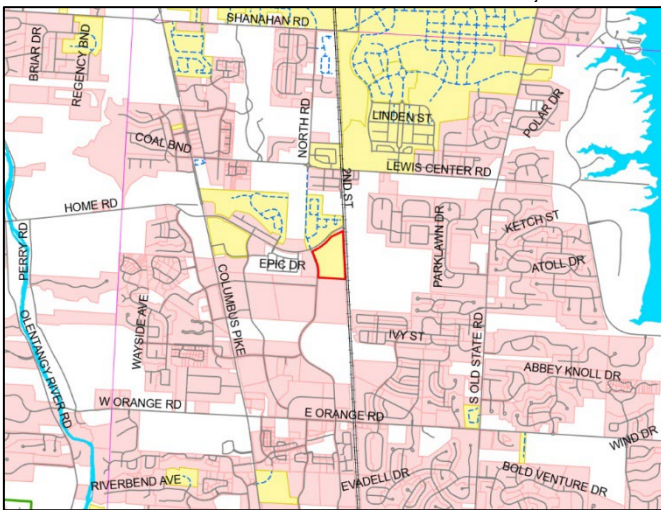 SHANAHAN RD
BRIAR DR
REGENCY BND
NORTH RD
LINDEN ST
POLAR DR
COAL BND
LEWIS CENTER RD
2ND ST
HOME RD
PERRY RD
PARKLAWN DR
KETCH ST
EPIC DR
ATOLL DR
COLUMBUS PIKE
WAYSIDE AVE
OLENTANGY RIVER RD
IVY ST
S OLD STATE RD
ABBEY KNOLL DR
W ORANGE RD
E ORANGE RD
WIND DR
RIVERBEND AVE
EVADELL DR
BOLD VENTURE DR